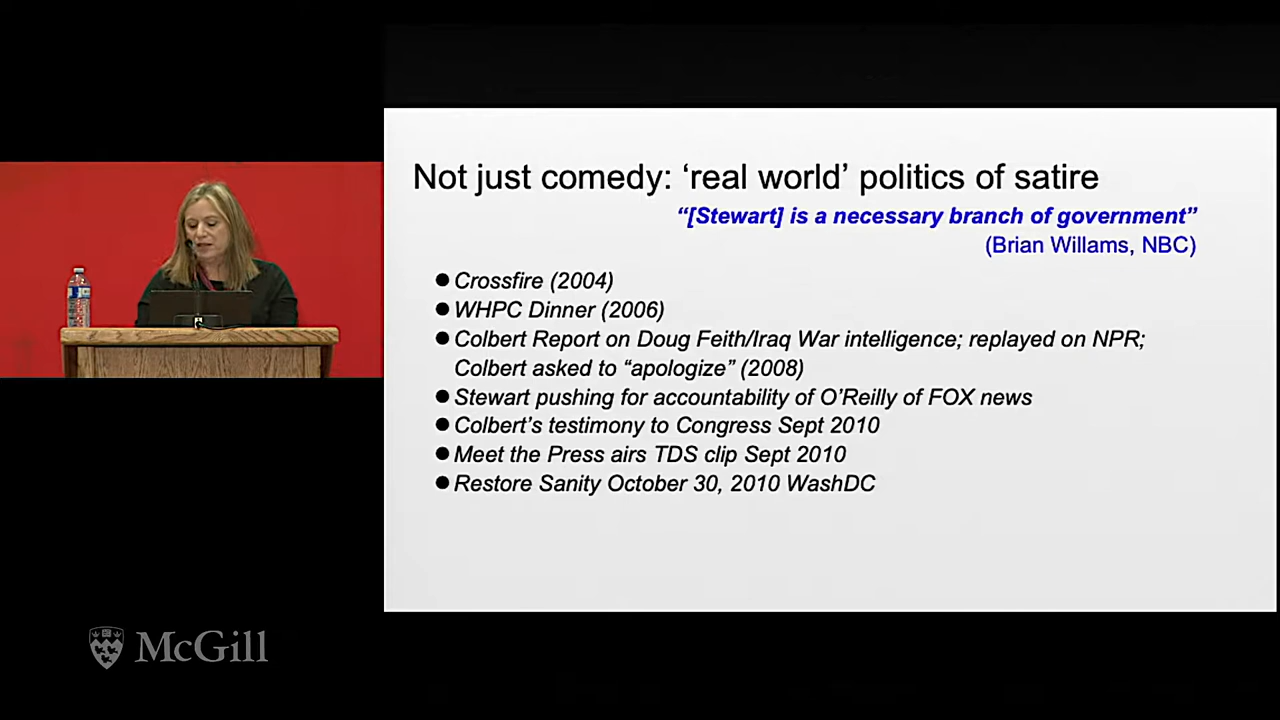 Not just comedy: ‘real world’ politics of satire
“[Stewart] is a necessary branch of government”
(Brian Willams, NBC)
● Crossfire (2004)
● WHPC Dinner (2006)
● Colbert Report on Doug Feith/Iraq War intelligence; replayed on NPR;
Colbert asked to “apologize” (2008)
● Stewart pushing for accountability of O’Reilly of FOX news
● Colbert’s testimony to Congress Sept 2010
● Meet the Press airs TDS clip Sept 2010
● Restore Sanity October 30, 2010 WashDC
McGill